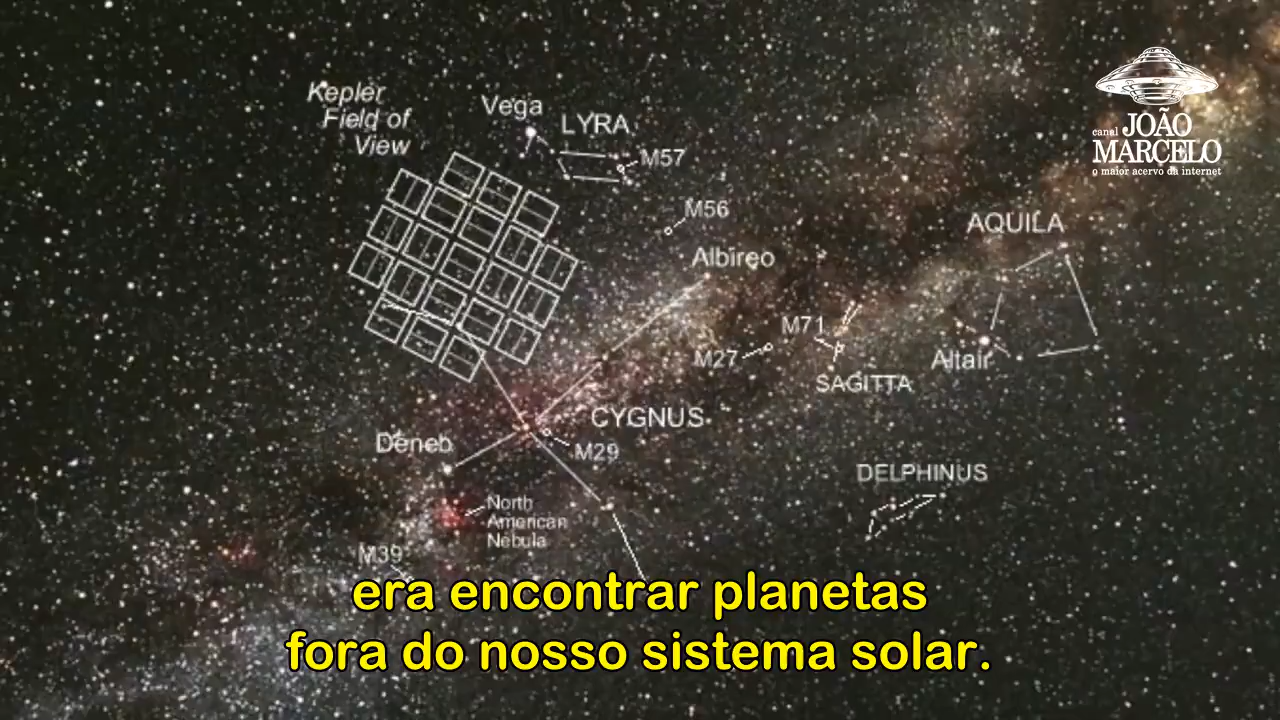 Kepler
Field of
View
Vega
LYRA
M57
M56
Albireo
AQUILA
M71
M27
Altair
SAGITTA
CYGNUS
Deneb
M29
DELPHINUS
North
American
Nebula
M39
canal JOÃO
MARCELO
o maior acervo da internet
era encontrar planetas
fora do nosso sistema solar.